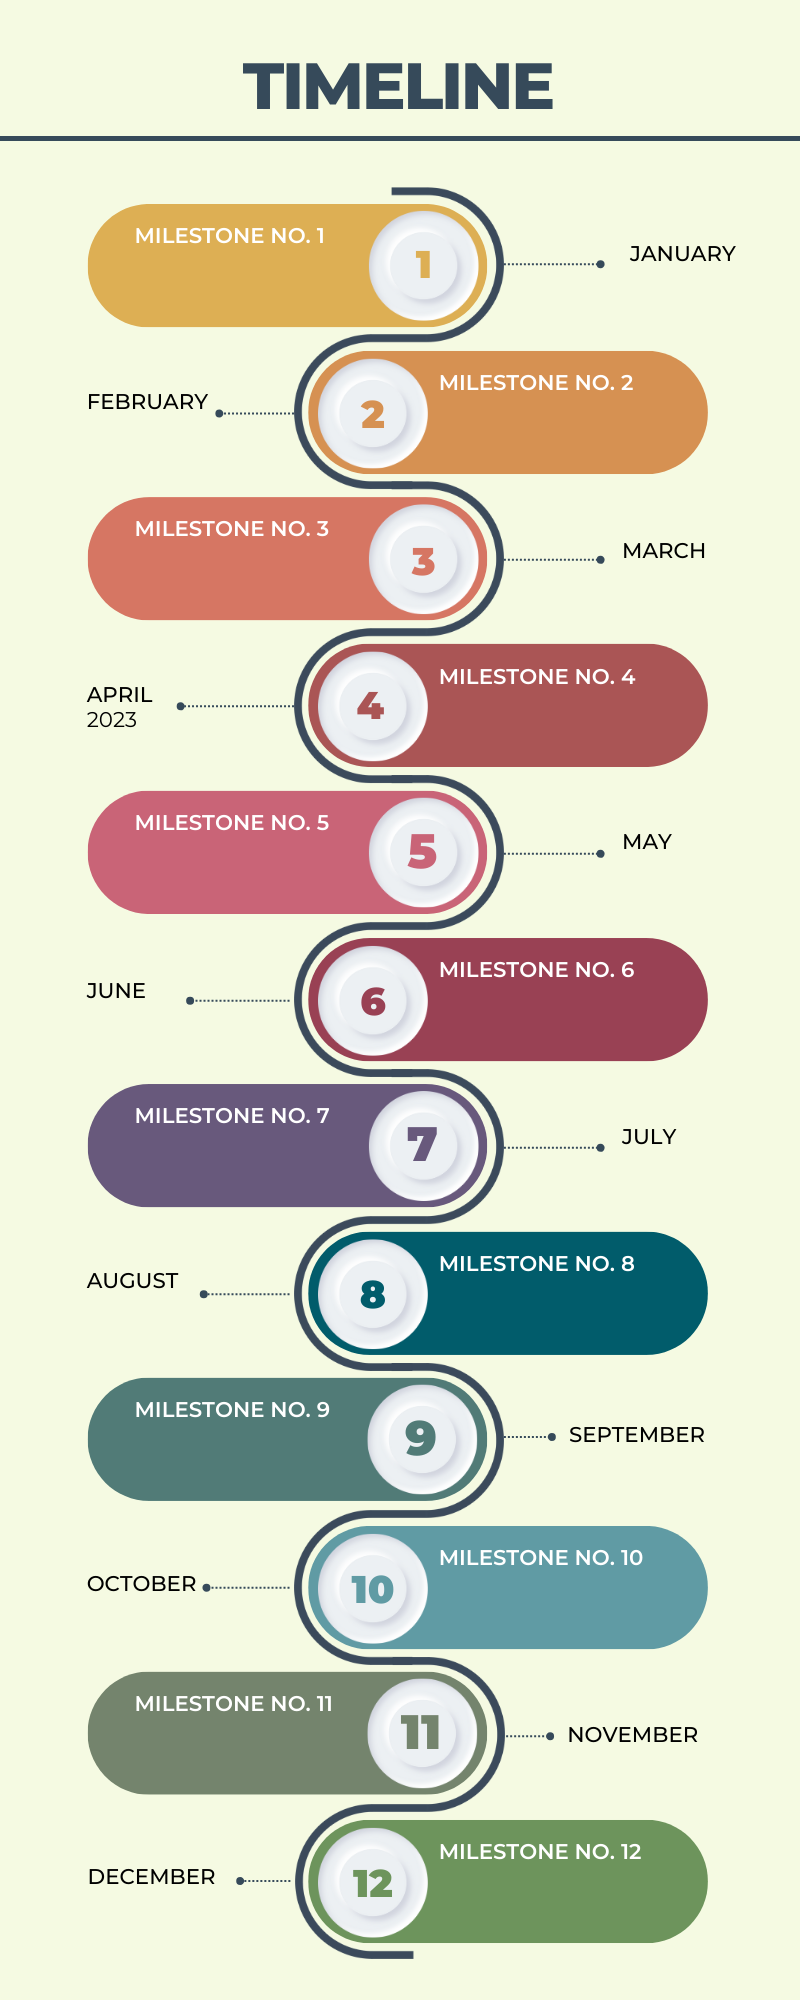 TIMELINE
MILESTONE NO. 1
1
JANUARY
FEBRUARY
2
MILESTONE NO. 2
MILESTONE NO. 3
3
MARCH
APRIL
2023
4
MILESTONE NO. 4
MILESTONE NO. 5
5
MAY
JUNE
6
MILESTONE NO. 6
MILESTONE NO. 7
7
JULY
AUGUST
8
MILESTONE NO. 8
MILESTONE NO. 9
9
SEPTEMBER
OCTOBER
10
MILESTONE NO. 10
MILESTONE NO. 11
11
NOVEMBER
DECEMBER
12
MILESTONE NO. 12